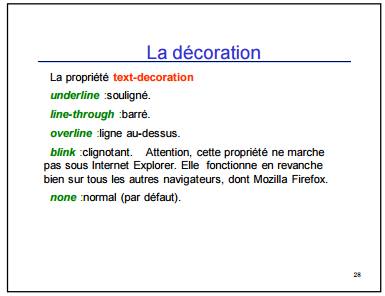 La décoration
La propriété text-decoration
underline :souligné.
line-through :barré.
overline :ligne au-dessus.
blink :clignotant. Attention, cette propriété ne marche
pas sous Internet Explorer. Elle fonctionne en revanche
bien sur tous les autres navigateurs, dont Mozilla Firefox.
none :normal (par défaut).
28